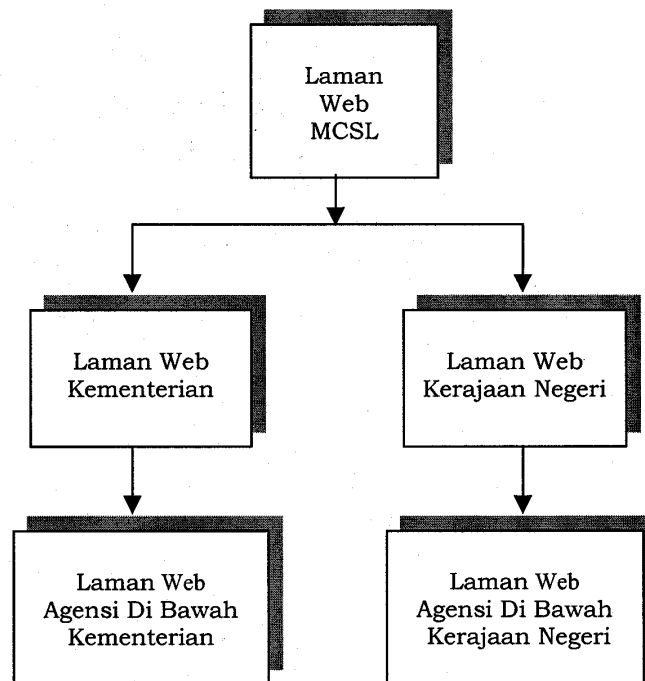 Laman
Web
MCSL
Laman Web
Kementerian
Laman Web
Kerajaan Negeri
Laman Web
Agensi Di Bawah
Kementerian
Laman Web
Agensi Di Bawah
Kerajaan Negeri